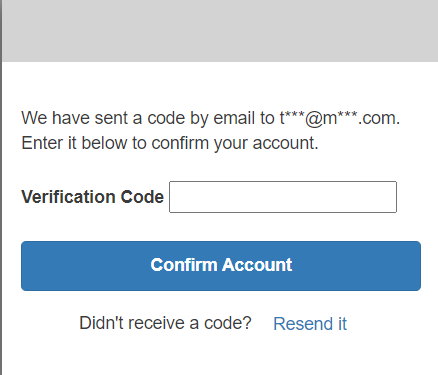 We have sent a code by email to t***@m***.com.
Enter it below to confirm your account.
Verification Code
Confirm Account
Didn't receive a code? Resend it